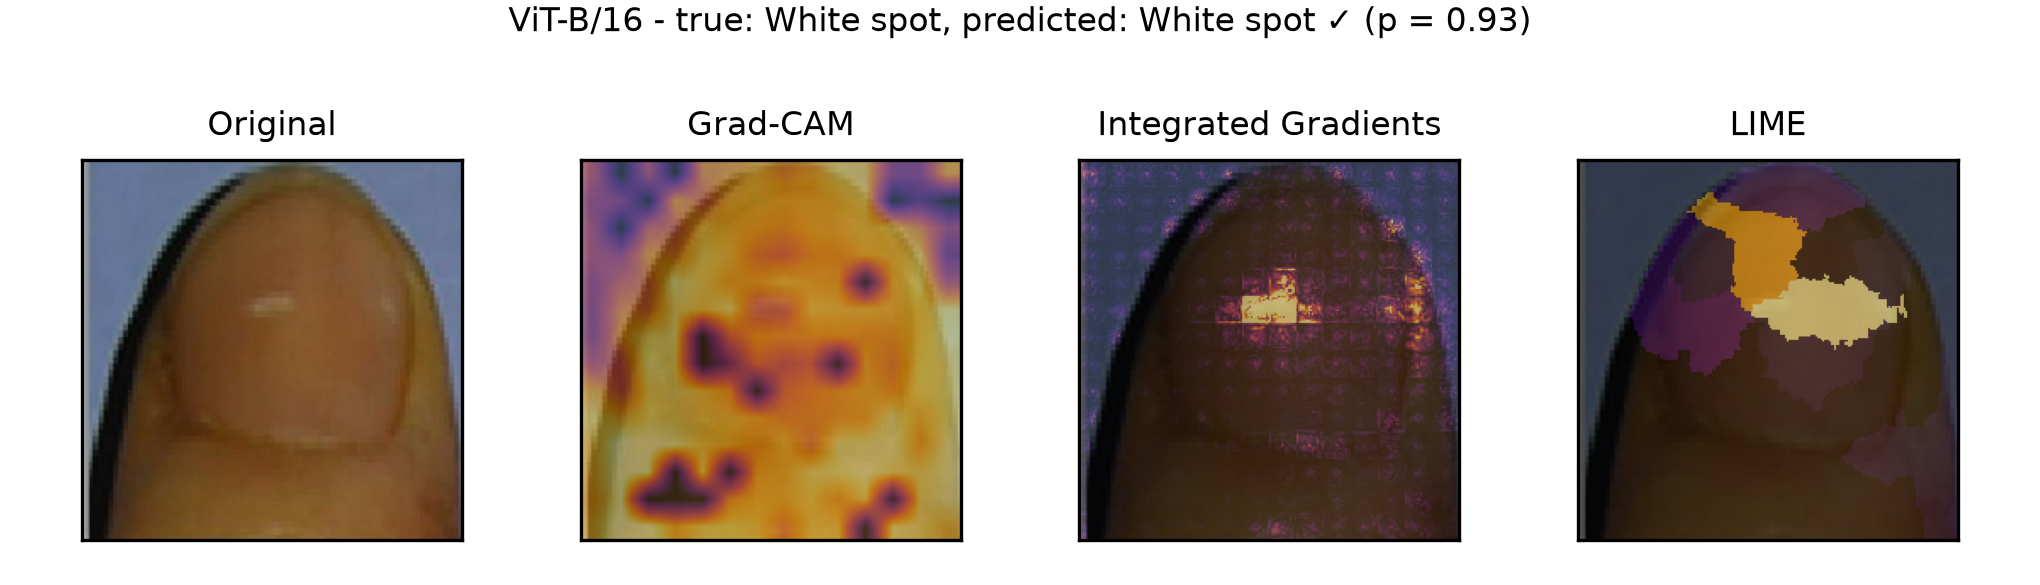 ViT-B/16 - true: White spot, predicted: White spot ✓ (p = 0.93)
Original
Grad-CAM
Integrated Gradients
LIME